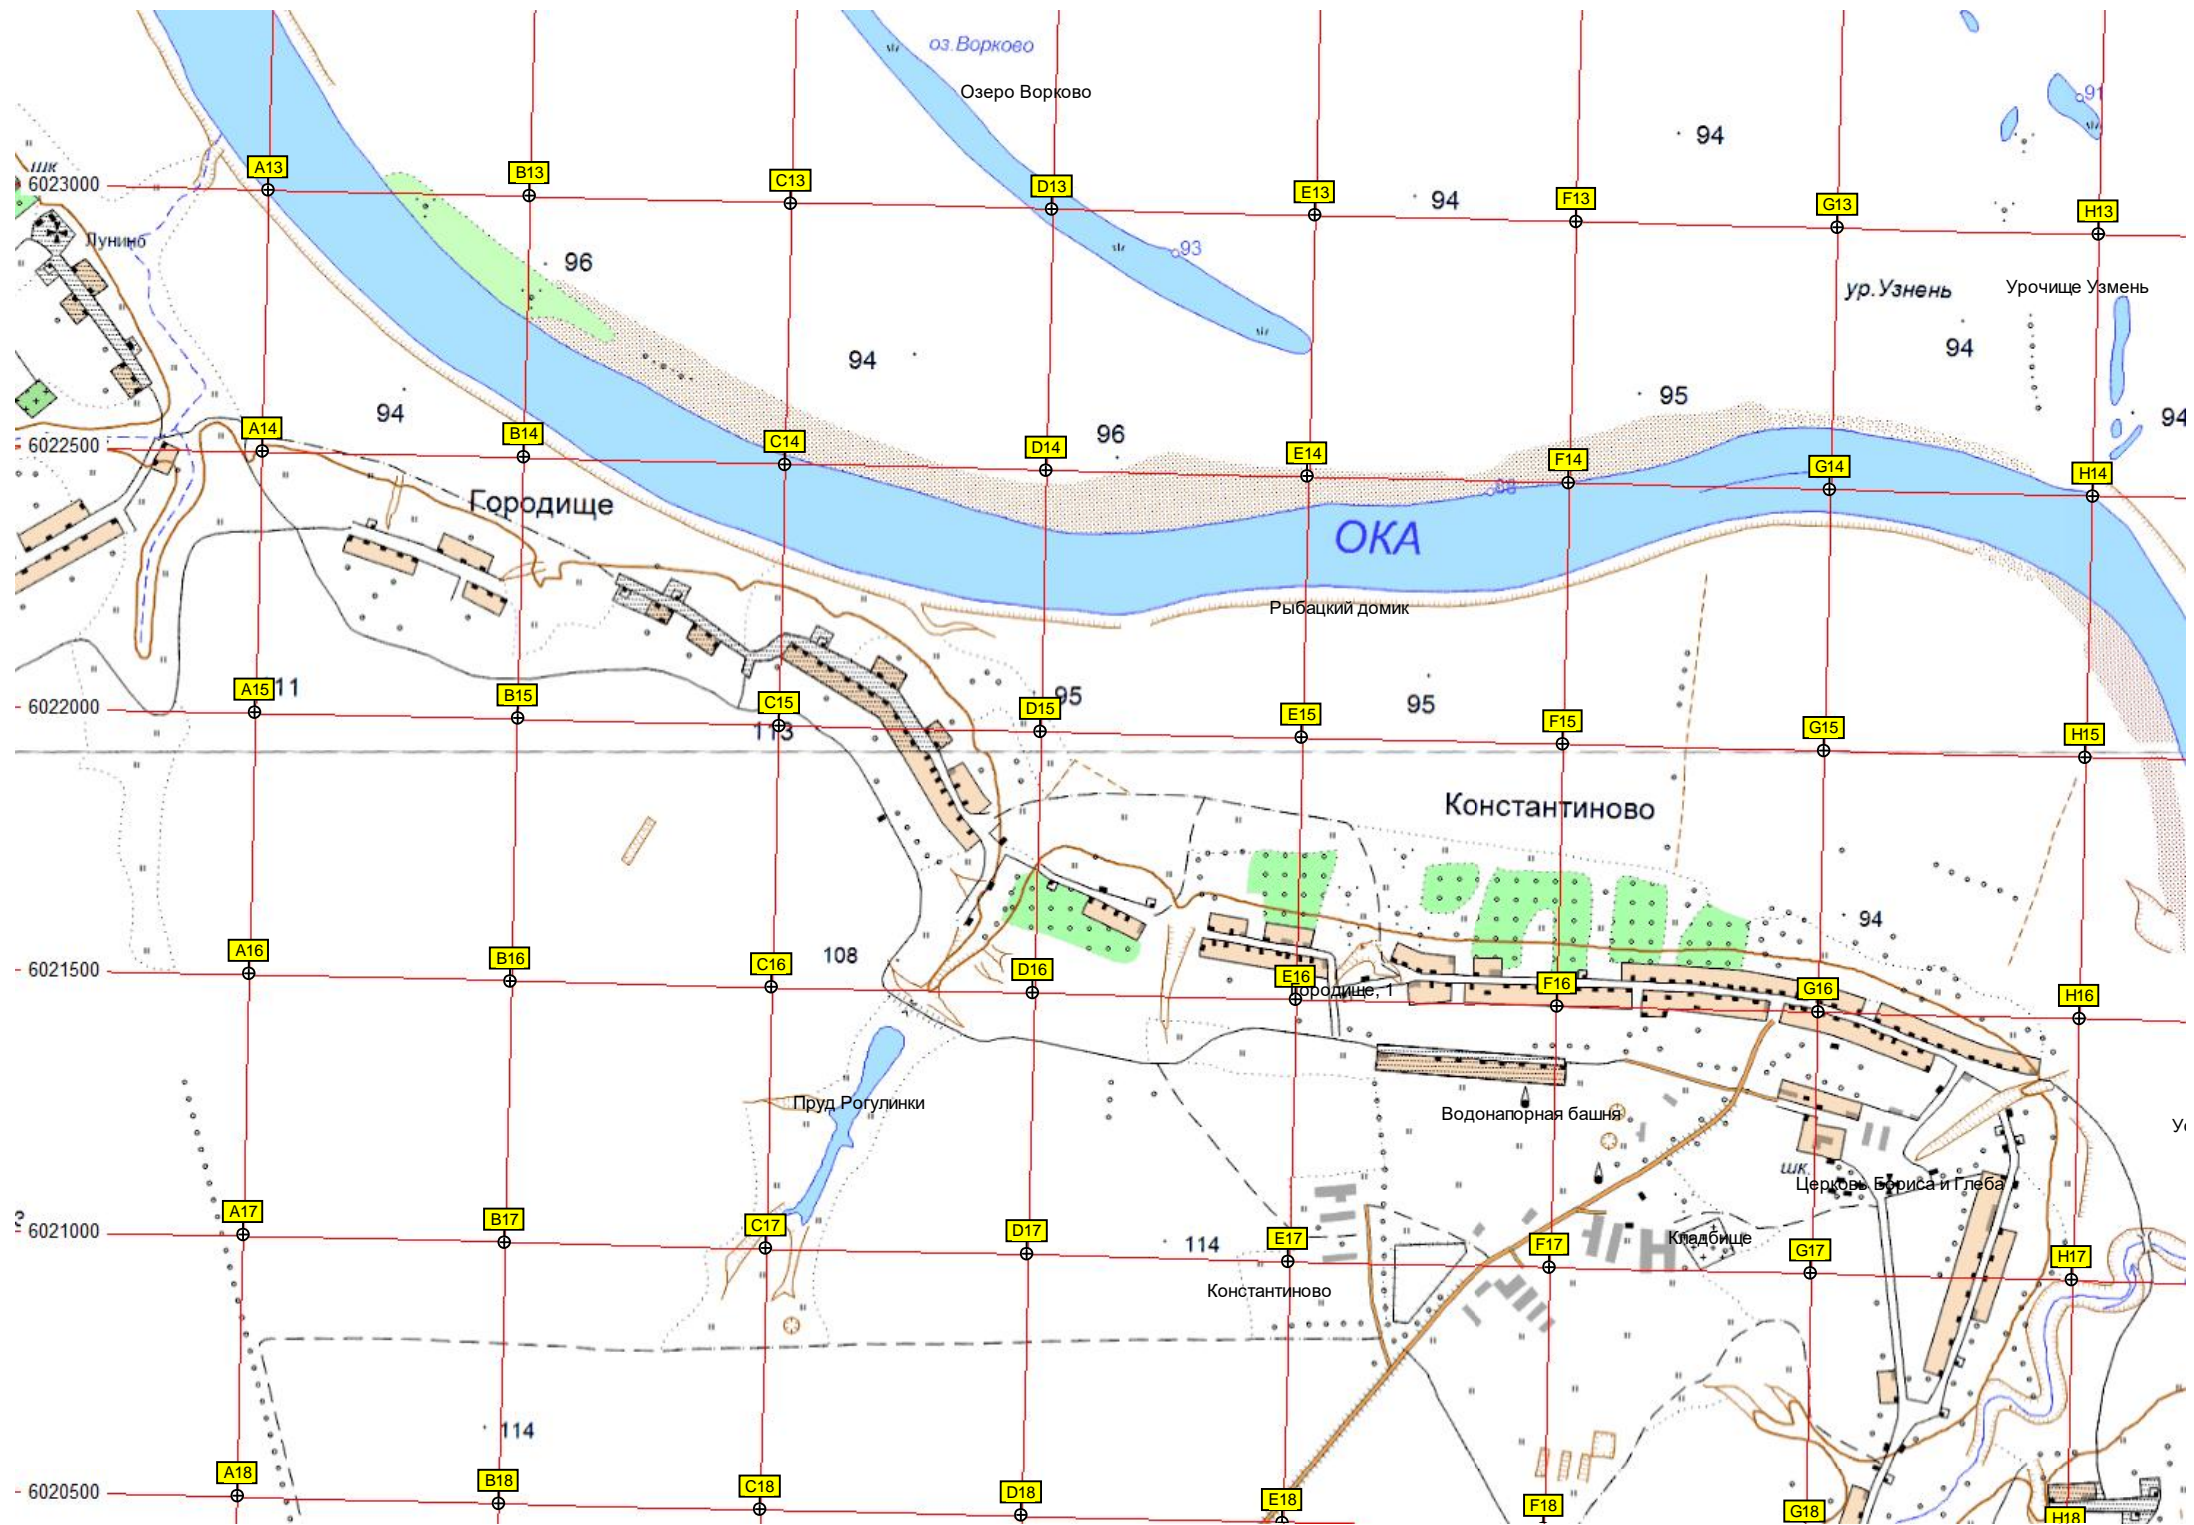 оз.Ворково
Озеро Ворково
91
94
шк
6023000
A13
B13
C13
D13
E13
F13
G13
H13
94
Лунино
96
93
ур.Узнень
Урочище Узмень
94
94
95
94
96
94
6022500
A14
B14
C14
D14
E14
F14
G14
H14
Городище
ОКА
Рыбацкий домик
6022000
A15
11
B15
C15
113
D15
95
E15
95
F15
G15
H15
Константиново
94
6021500
A16
B16
C16
108
D16
E16
Городище, 1
F16
G16
H16
Пруд Рогулинки
Водонапорная башня
шк.
Церковь Бориса и Глеба
6021000
A17
B17
C17
D17
114
E17
F17
Кладбище
G17
H17
Константиново
114
6020500
A18
B18
C18
D18
E18
F18
G18
H18